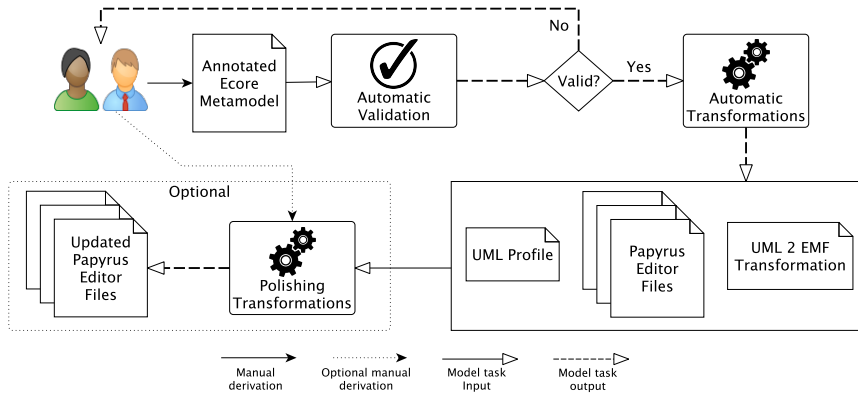 No
Annotated
Ecore
Metamodel
Automatic
Validation
Valid?
Yes
Automatic
Transformations
Optional
Updated
Papyrus
Editor
Files
Polishing
Transformations
UML Profile
Papyrus
Editor
Files
UML 2 EMF
Transformation
Manual
derivation
Optional manual
derivation
Model task
Input
Model task
output